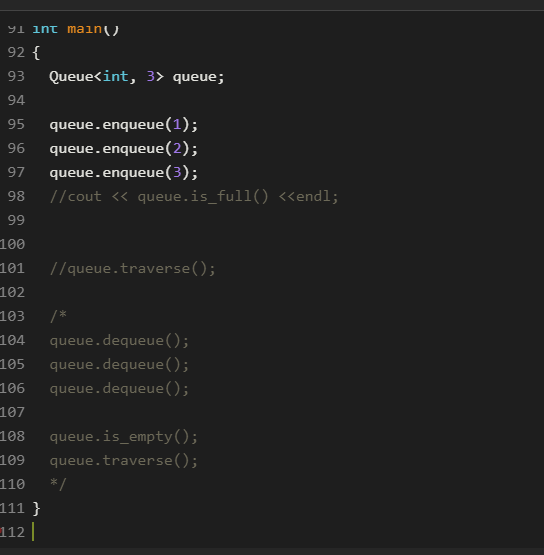 91 int main()
92 {
93 Queue<int, 3> queue;
94
95 queue.enqueue(1);
96 queue.enqueue(2);
97 queue.enqueue(3);
98 //cout << queue.is_full() <<endl;
99
100
101 //queue.traverse();
102
103 /*
104 queue.dequeue();
105 queue.dequeue();
106 queue.dequeue();
107
108 queue.is_empty();
109 queue.traverse();
110 */
111 }
112